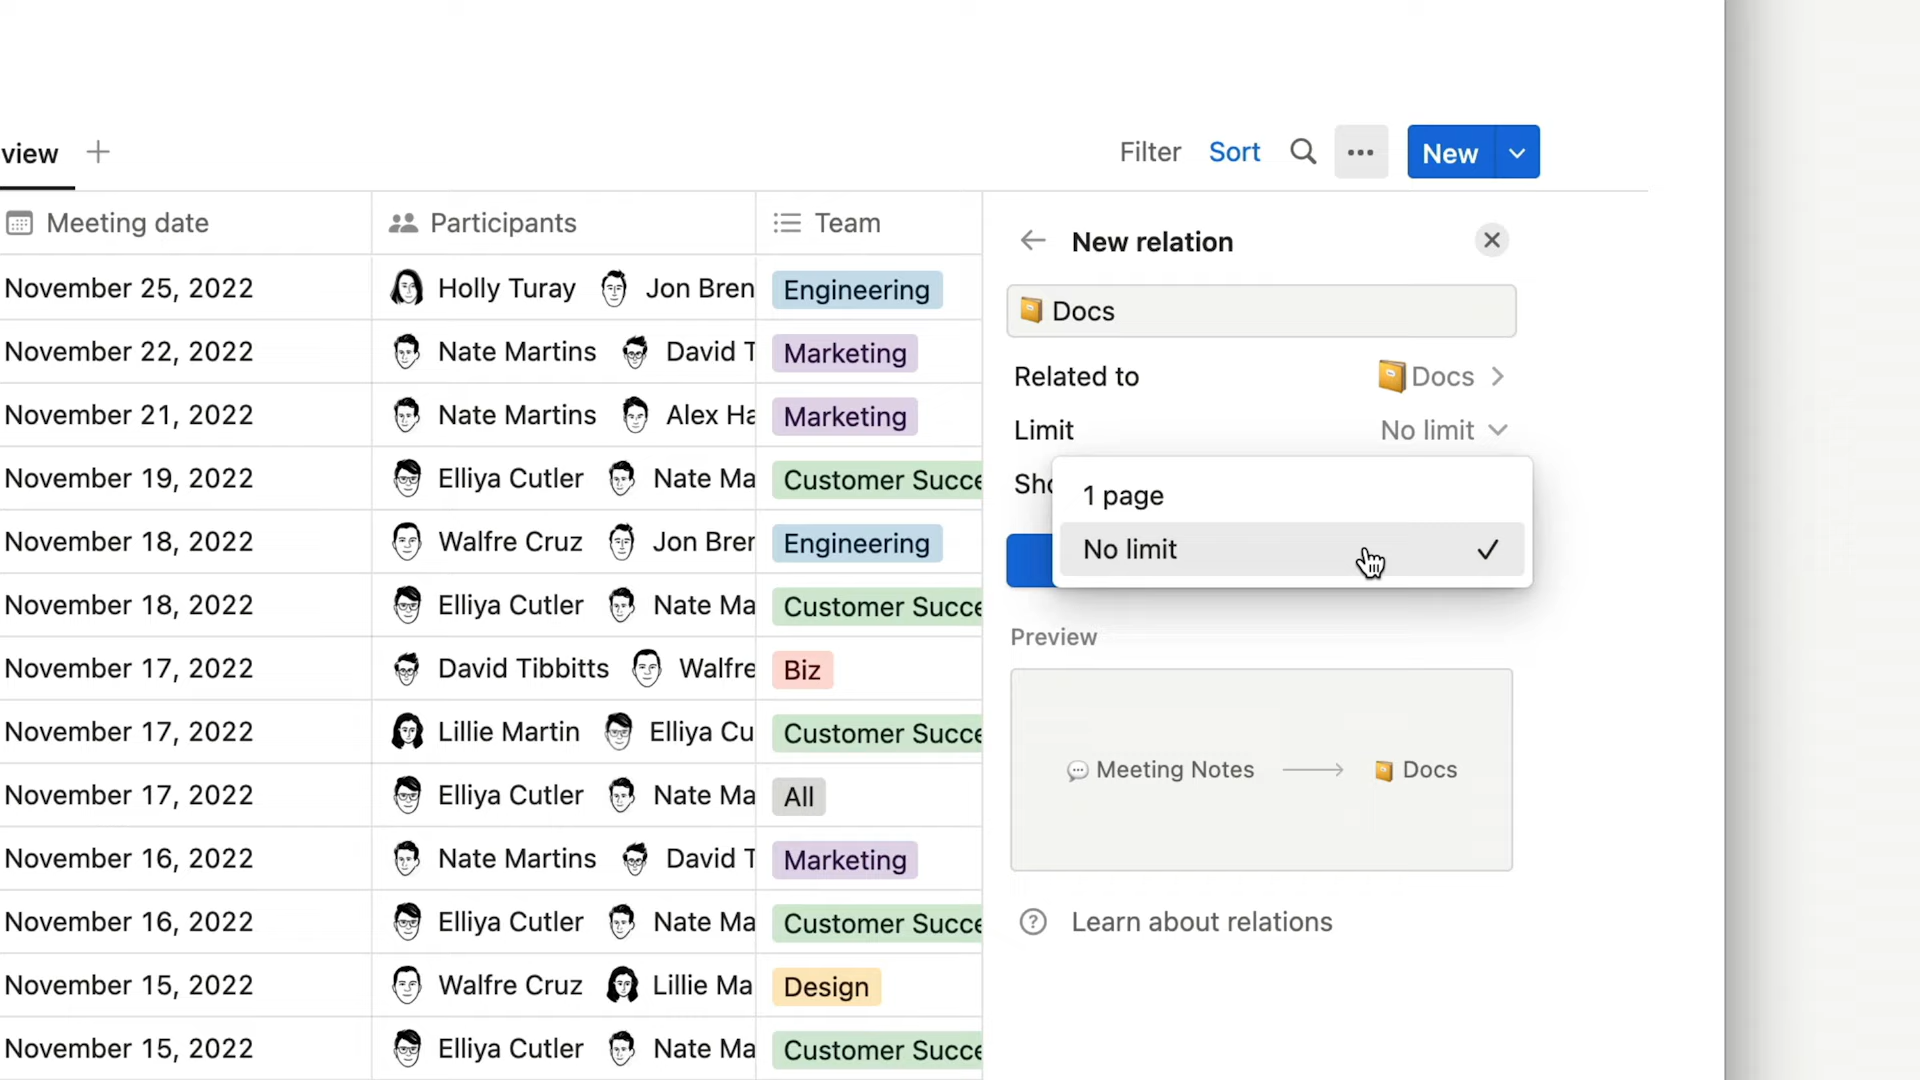 view
Filter Sort New
Meeting date Participants Team
New relation
November 25, 2022 Holly Turay Jon Bren Engineering
Docs
November 22, 2022 Nate Martins David T Marketing
Related to Docs
November 21, 2022 Nate Martins Alex Ha Marketing
Limit No limit
November 19, 2022 Elliya Cutler Nate Ma Customer Succe
Sho
1 page
November 18, 2022 Walfre Cruz Jon Bren Engineering
No limit
November 18, 2022 Elliya Cutler Nate Ma Customer Succe
Preview
November 17, 2022 David Tibbitts Walfre Biz
November 17, 2022 Lillie Martin Elliya Cu Customer Succe
Meeting Notes Docs
November 17, 2022 Elliya Cutler Nate Ma All
November 16, 2022 Nate Martins David T Marketing
November 16, 2022 Elliya Cutler Nate Ma Customer Succe
Learn about relations
November 15, 2022 Walfre Cruz Lillie Ma Design
November 15, 2022 Elliya Cutler Nate Ma Customer Succe